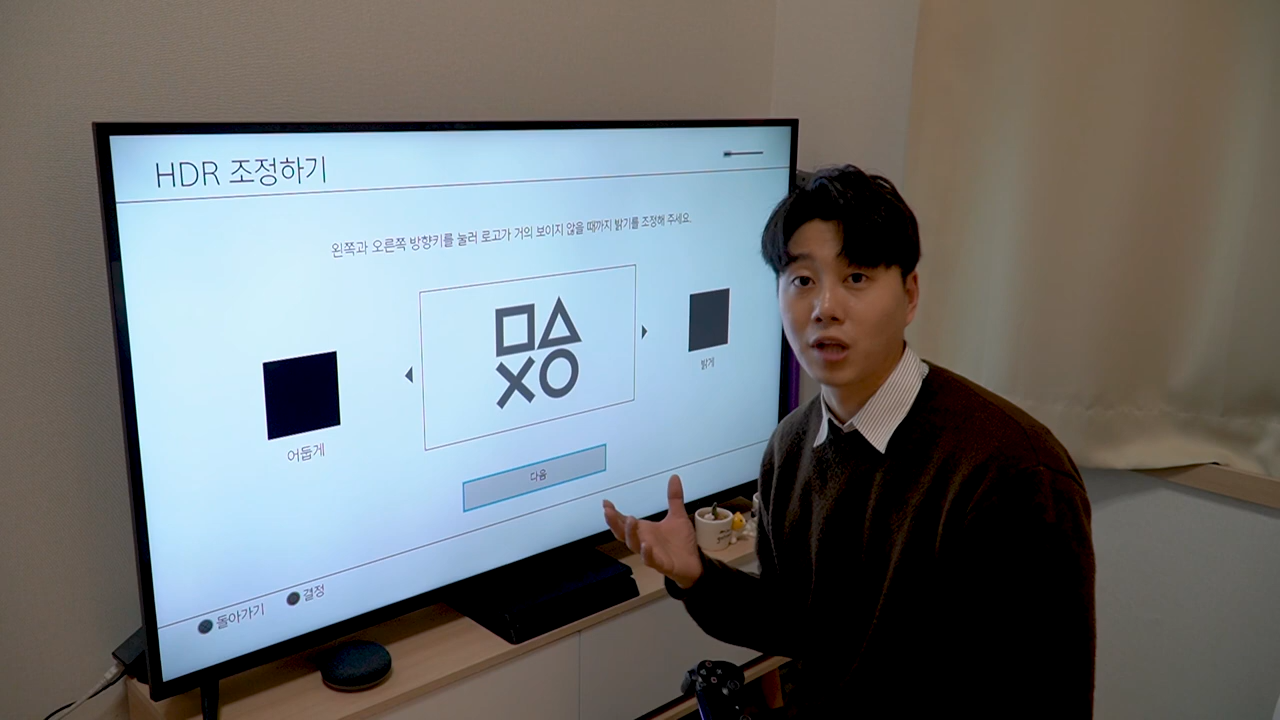 HDR 조정하기
왼쪽과 오른쪽 방향키를 눌러 로고가 거의 보이지 않을 때까지 밝기를 조정해 주세요.
어둡게
밝게
다음
돌아가기
결정